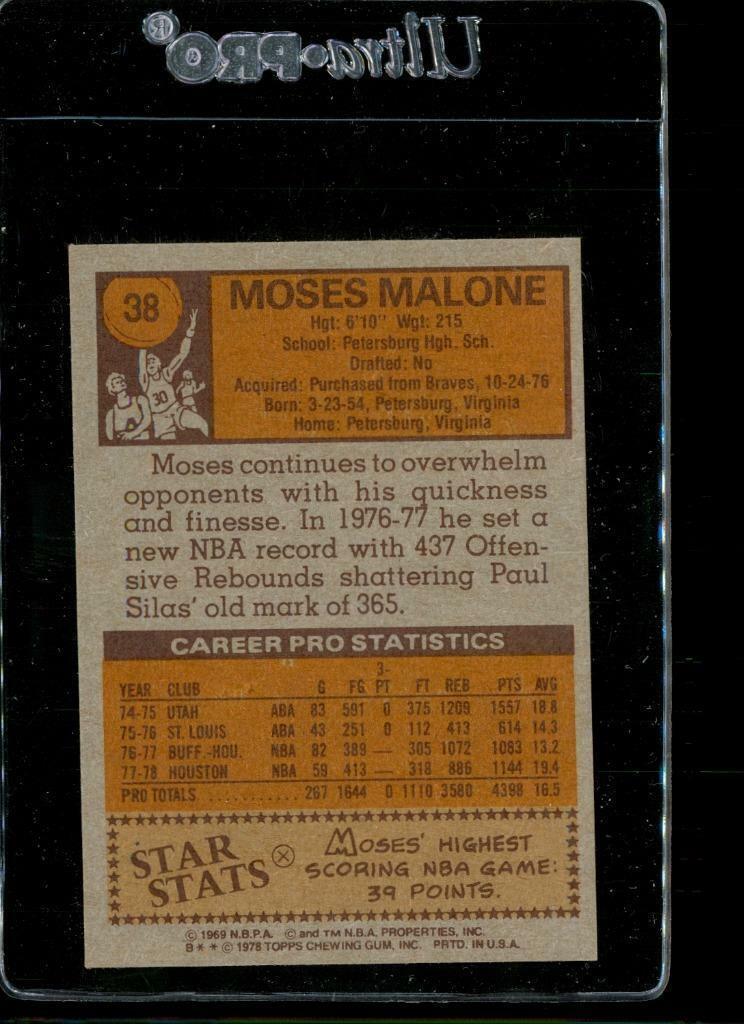 Ultra•PRO®
38
MOSES MALONE
Hgt: 6'10" Wgt: 215
School: Petersburg Hgh. Sch.
Drafted: No
Acquired: Purchased from Braves, 10-24-76
Born: 3-23-54, Petersburg, Virginia
Home: Petersburg, Virginia
30
Moses continues to overwhelm
opponents with his quickness
and finesse. In 1976-77 he set a
new NBA record with 437 Offen-
sive Rebounds shattering Paul
Silas' old mark of 365.
CAREER PRO STATISTICS
YEAR CLUB G FG 3-PT FT REB PTS AVG
74-75 UTAH ABA 83 591 0 375 1209 1557 18.8
75-76 ST. LOUIS ABA 43 251 0 112 413 614 14.3
76-77 BUFF.-HOU. NBA 82 389 — 305 1072 1083 13.2
77-78 HOUSTON NBA 59 413 — 318 886 1144 19.4
PRO TOTALS ............ 267 1644 0 1110 3580 4398 16.5
STAR STATS
MOSES' HIGHEST
SCORING NBA GAME:
39 POINTS.
© 1969 N.B.P.A. © and TM N.B.A. PROPERTIES, INC.
B * * © 1978 TOPPS CHEWING GUM, INC. PRTD. IN U.S.A.